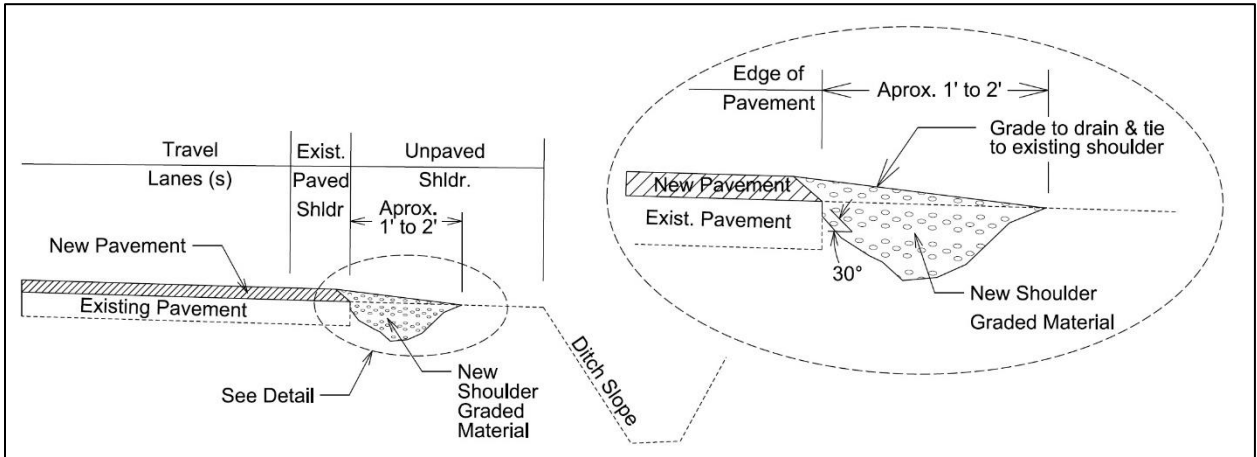 Travel
Lanes (s)
Exist.
Paved
Shldr
Unpaved
Shldr.
Aprox.
1' to 2'
New Pavement
Existing Pavement
See Detail
New
Shoulder
Graded
Material
Ditch Slope
Edge of
Pavement
Aprox. 1' to 2'
Grade to drain & tie
to existing shoulder
New Pavement
Exist. Pavement
30°
New Shoulder
Graded Material